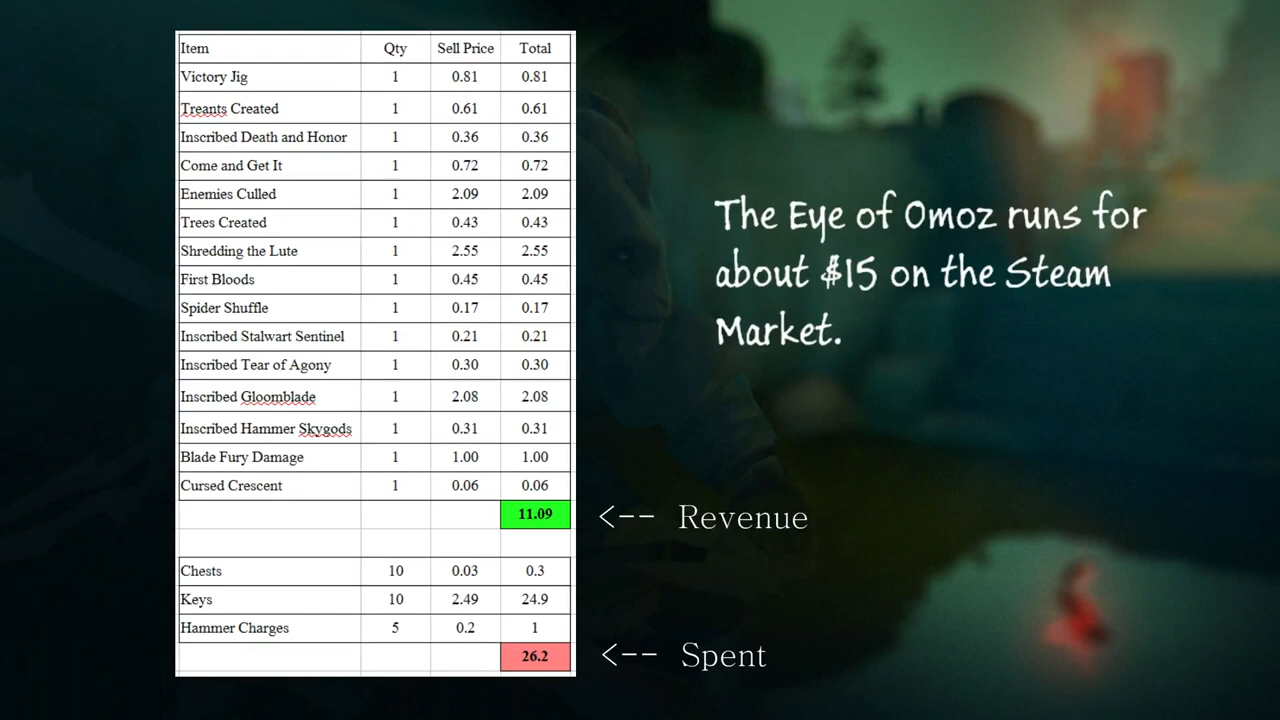 Item Qty Sell Price Total
Victory Jig 1 0.81 0.81
Treants Created 1 0.61 0.61
Inscribed Death and Honor 1 0.36 0.36
Come and Get It 1 0.72 0.72
Enemies Culled 1 2.09 2.09
Trees Created 1 0.43 0.43
Shredding the Lute 1 2.55 2.55
First Bloods 1 0.45 0.45
Spider Shuffle 1 0.17 0.17
Inscribed Stalwart Sentinel 1 0.21 0.21
Inscribed Tear of Agony 1 0.30 0.30
Inscribed Gloomblade 1 2.08 2.08
Inscribed Hammer Skygods 1 0.31 0.31
Blade Fury Damage 1 1.00 1.00
Cursed Crescent 1 0.06 0.06
11.09 <-- Revenue
Chests 10 0.03 0.3
Keys 10 2.49 24.9
Hammer Charges 5 0.2 1
26.2 <-- Spent
The Eye of Omoz runs for
about $15 on the Steam
Market.